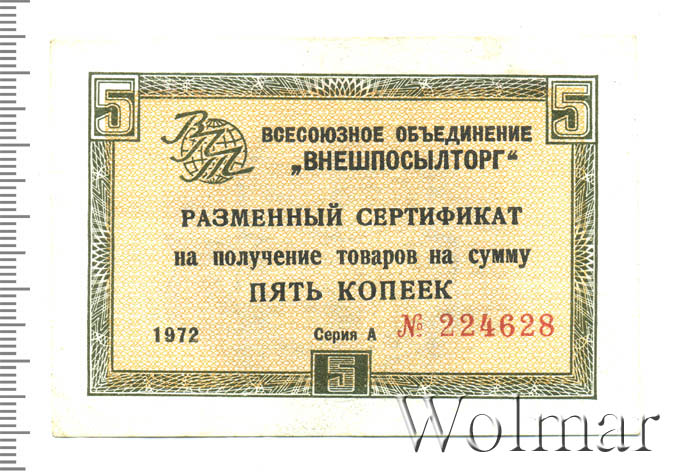 5 5
ВПТ
ВСЕСОЮЗНОЕ ОБЪЕДИНЕНИЕ
„ВНЕШПОСЫЛТОРГ“
РАЗМЕННЫЙ СЕРТИФИКАТ
на получение товаров на сумму
ПЯТЬ КОПЕЕК
1972 Серия А № 224628
5
Wolmar